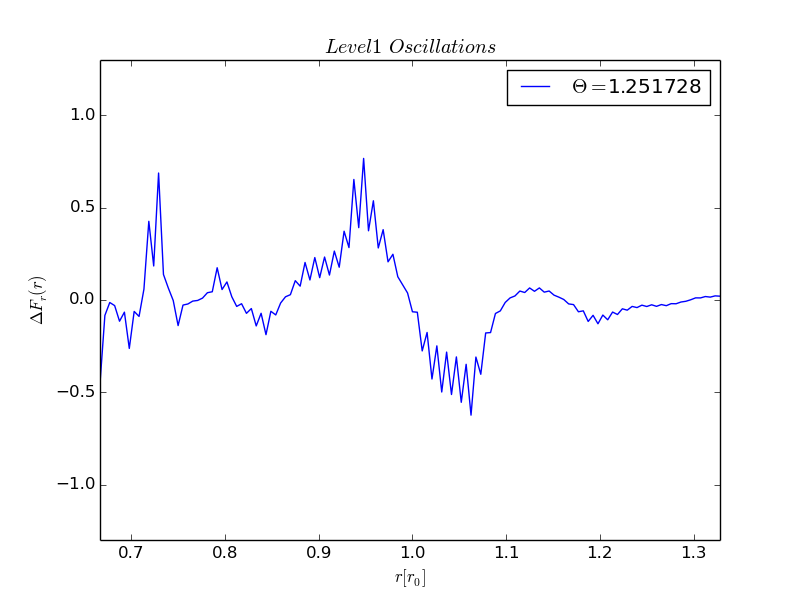 Level1 Oscillations
Θ = 1.251728
ΔF_r(r)
1.0
0.5
0.0
−0.5
−1.0
0.7 0.8 0.9 1.0 1.1 1.2 1.3
r[r_0]